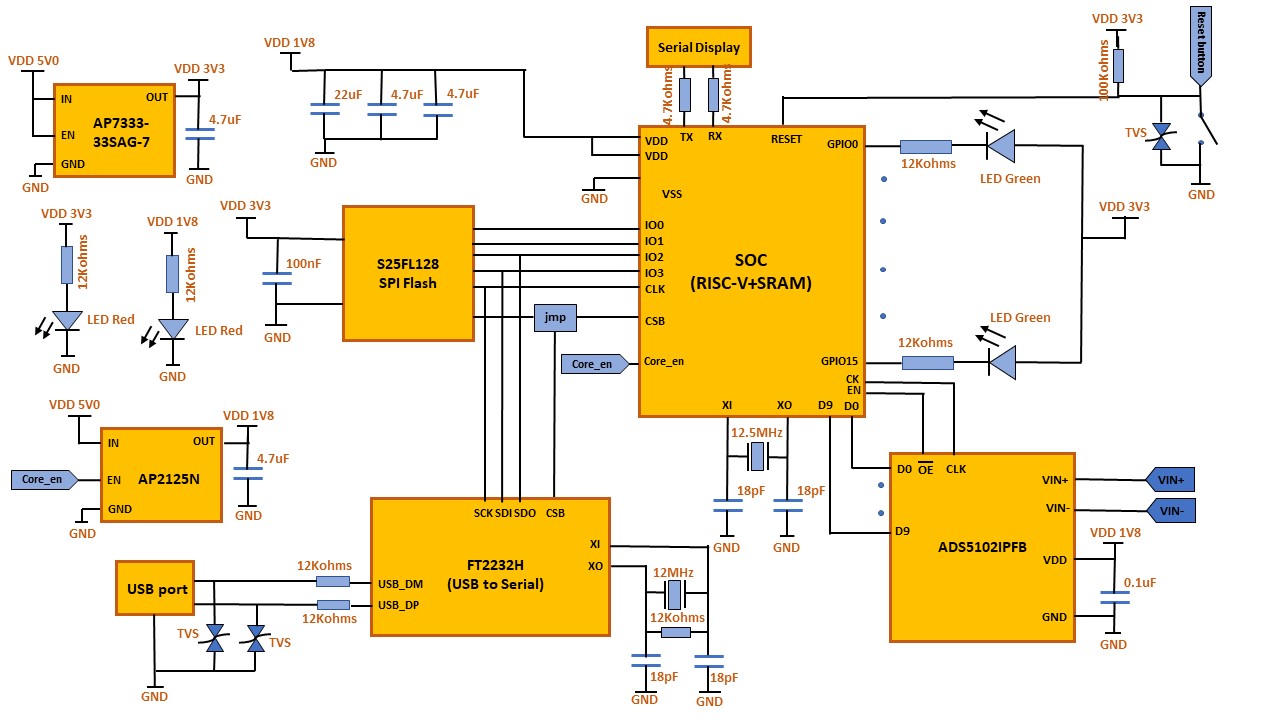 VDD 5V0
IN
OUT
EN
GND
AP7333-
33SAG-7
VDD 3V3
4.7uF
GND
GND
VDD 1V8
22uF
4.7uF
4.7uF
GND
Serial Display
4.7Kohms
4.7Kohms
VDD 3V3
100Kohms
Reset button
TVS
GND
VDD
VDD
TX
RX
RESET
GPIO0
VSS
GND
12Kohms
LED Green
VDD 3V3
VDD 3V3
12Kohms
LED Red
GND
VDD 1V8
12Kohms
LED Red
GND
VDD 3V3
100nF
GND
S25FL128
SPI Flash
IO0
IO1
IO2
IO3
CLK
CSB
SOC
(RISC-V+SRAM)
jmp
Core_en
Core_en
GPIO15
CK
EN
XI
XO
D9
D0
12Kohms
LED Green
VDD 5V0
IN
OUT
EN
GND
AP2125N
VDD 1V8
4.7uF
GND
Core_en
GND
12.5MHz
18pF
18pF
GND
GND
D0
OE
CLK
D9
ADS5102IPFB
VIN+
VIN-
VDD
GND
VIN+
VIN-
VDD 1V8
0.1uF
GND
USB port
12Kohms
12Kohms
TVS
TVS
GND
SCK
SDI
SDO
CSB
FT2232H
(USB to Serial)
USB_DM
USB_DP
XI
XO
12MHz
12Kohms
18pF
18pF
GND
GND